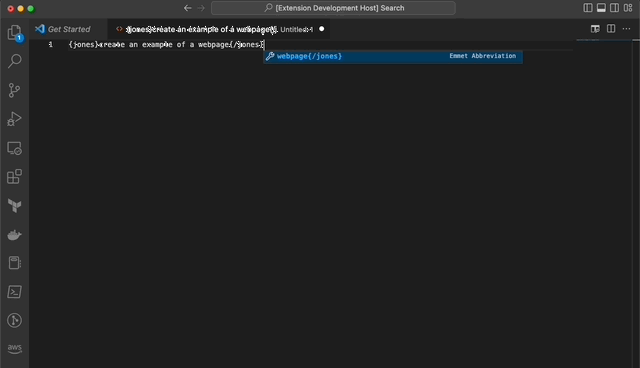 [Extension Development Host] Search
Get Started
{jones}create an example of a webpage{/ Untitled-1
1
{jones}create an example of a webpage{/jones}
webpage{/jones} Emmet Abbreviation
1
aws